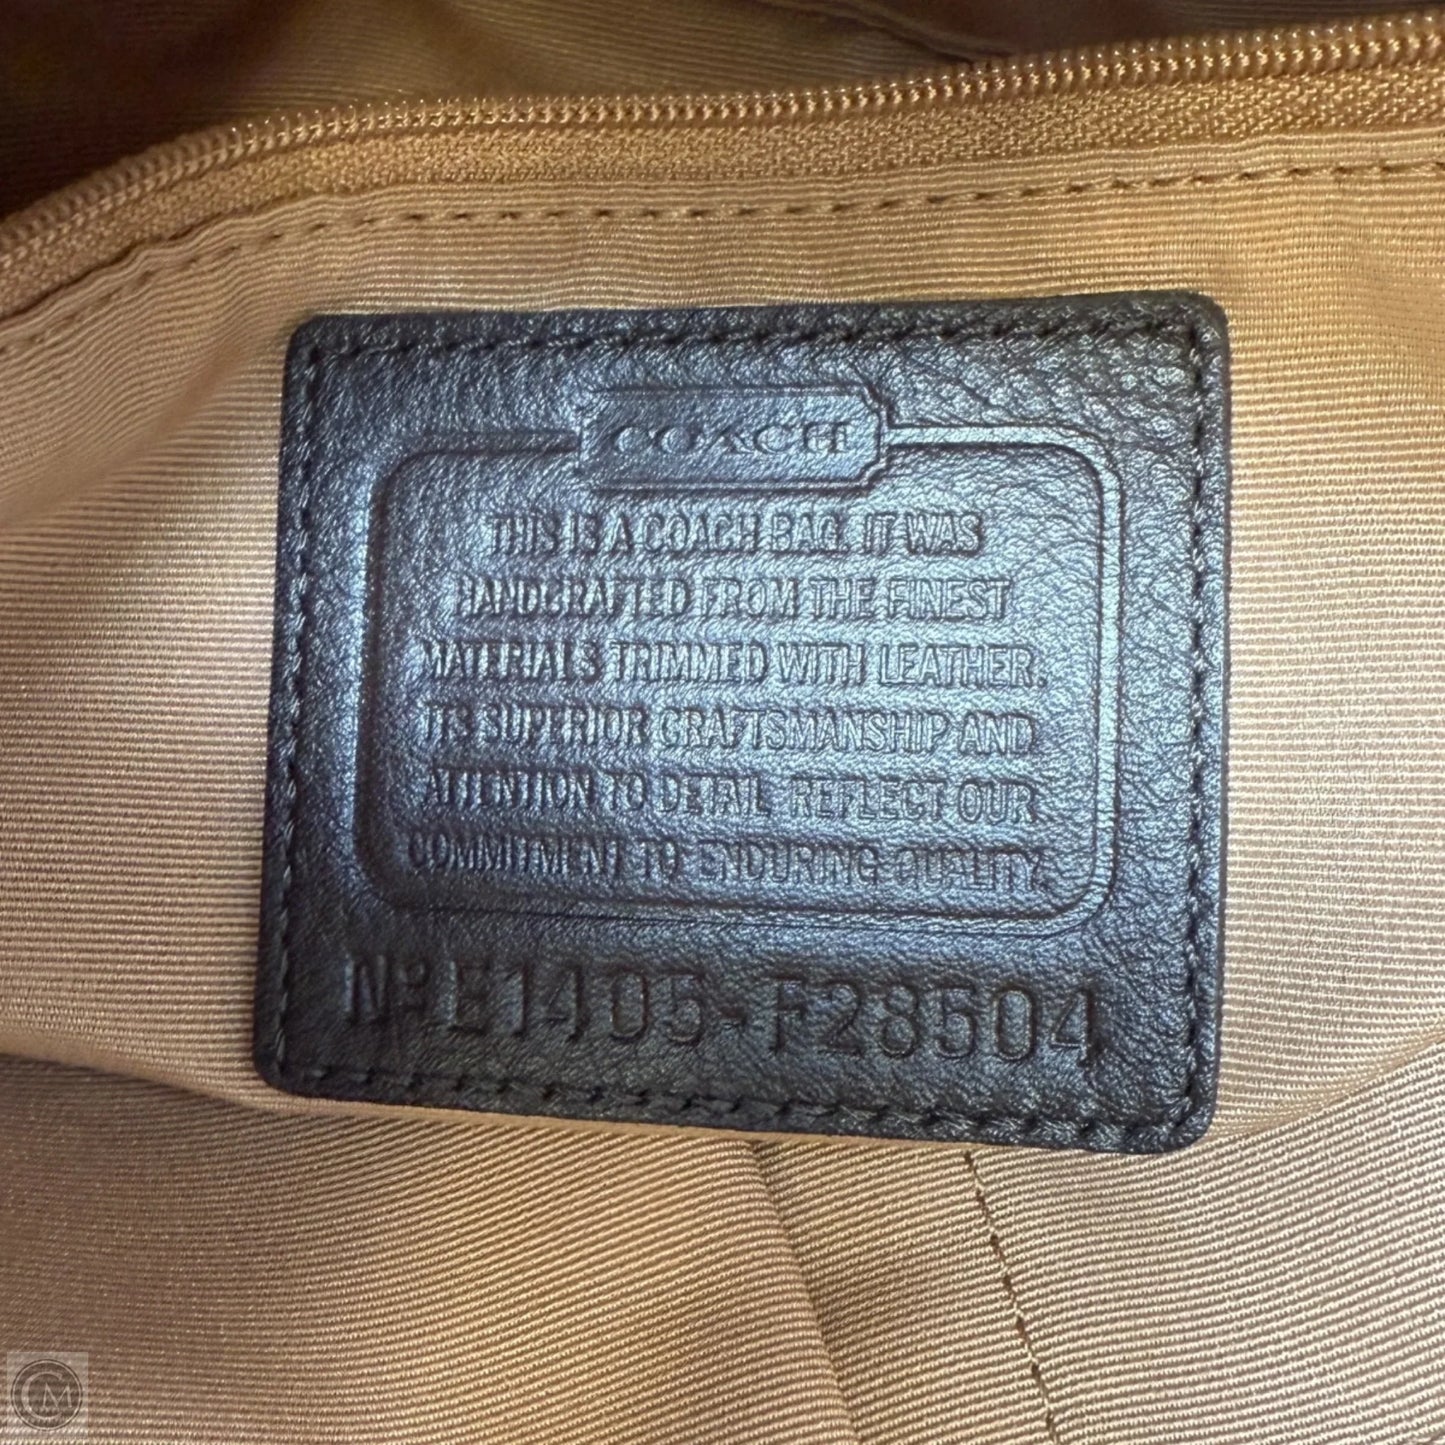 COACH
THIS IS A COACH BAG. IT WAS
HANDCRAFTED FROM THE FINEST
MATERIALS TRIMMED WITH LEATHER.
ITS SUPERIOR CRAFTSMANSHIP AND
ATTENTION TO DETAIL REFLECT OUR
COMMITMENT TO ENDURING QUALITY.
Nº E1405-F28504
CM